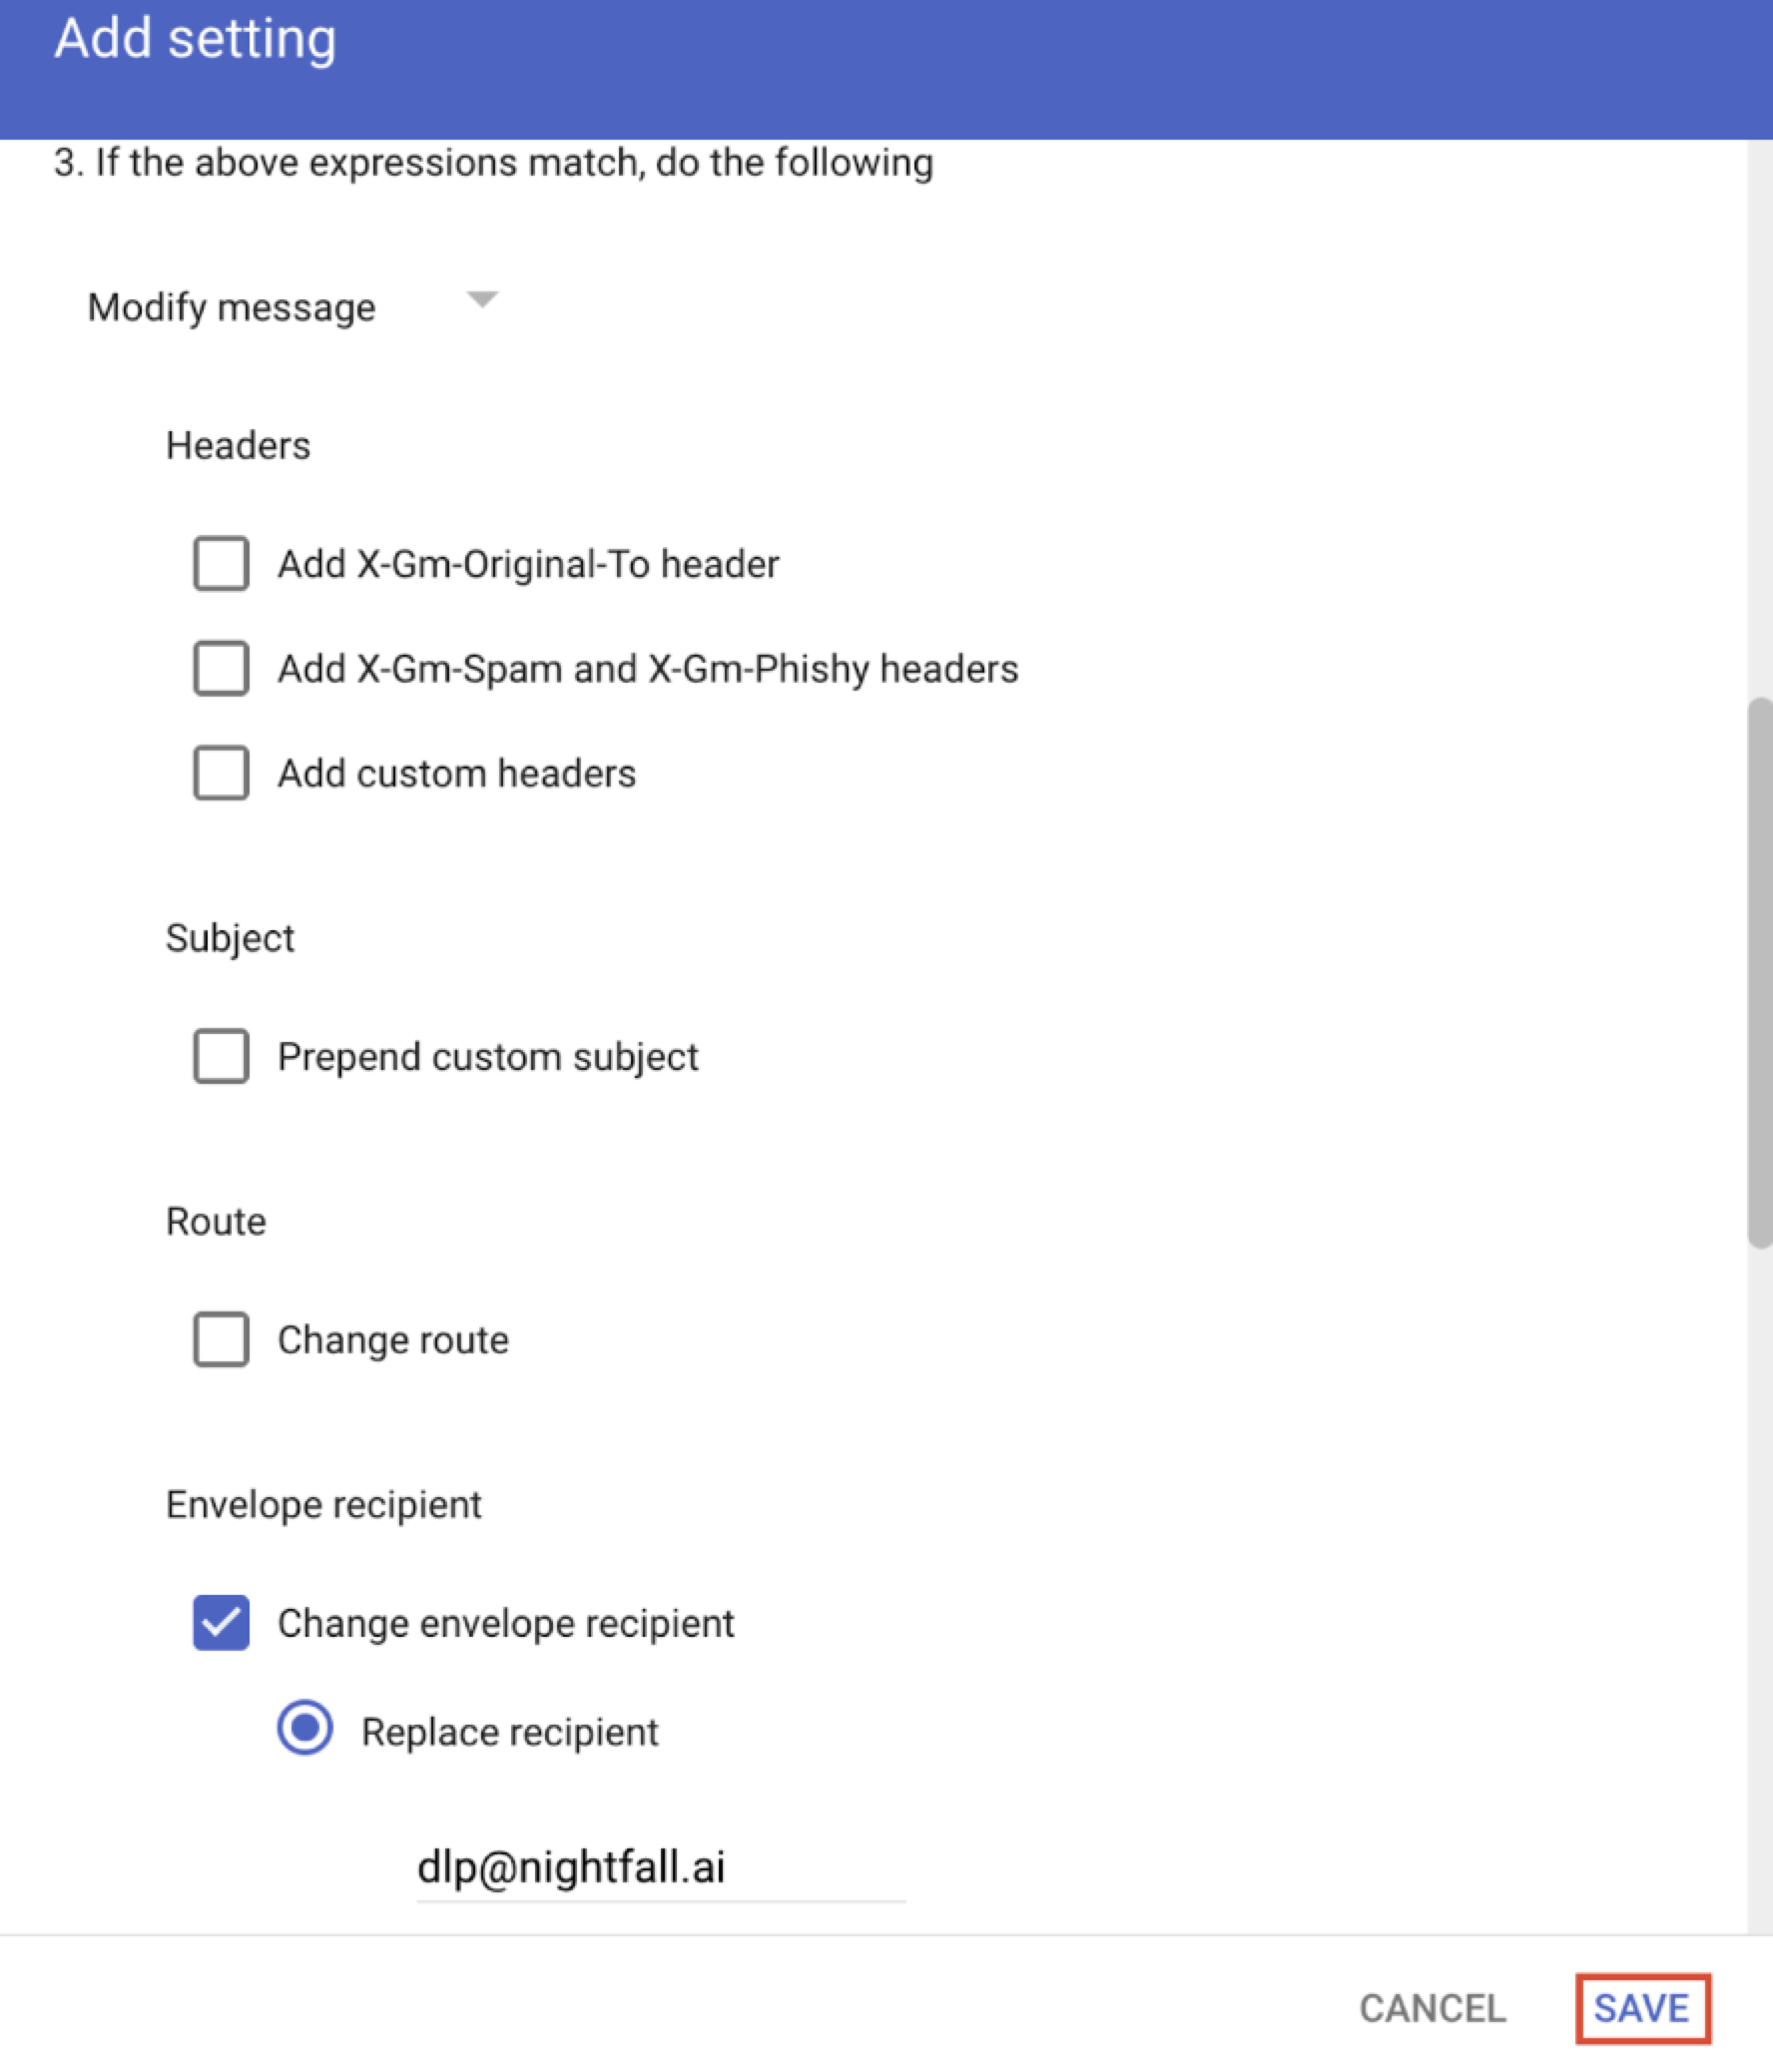 Add setting
3. If the above expressions match, do the following
Modify message
Headers
Add X-Gm-Original-To header
Add X-Gm-Spam and X-Gm-Phishy headers
Add custom headers
Subject
Prepend custom subject
Route
Change route
Envelope recipient
Change envelope recipient
Replace recipient
dlp@nightfall.ai
CANCEL SAVE